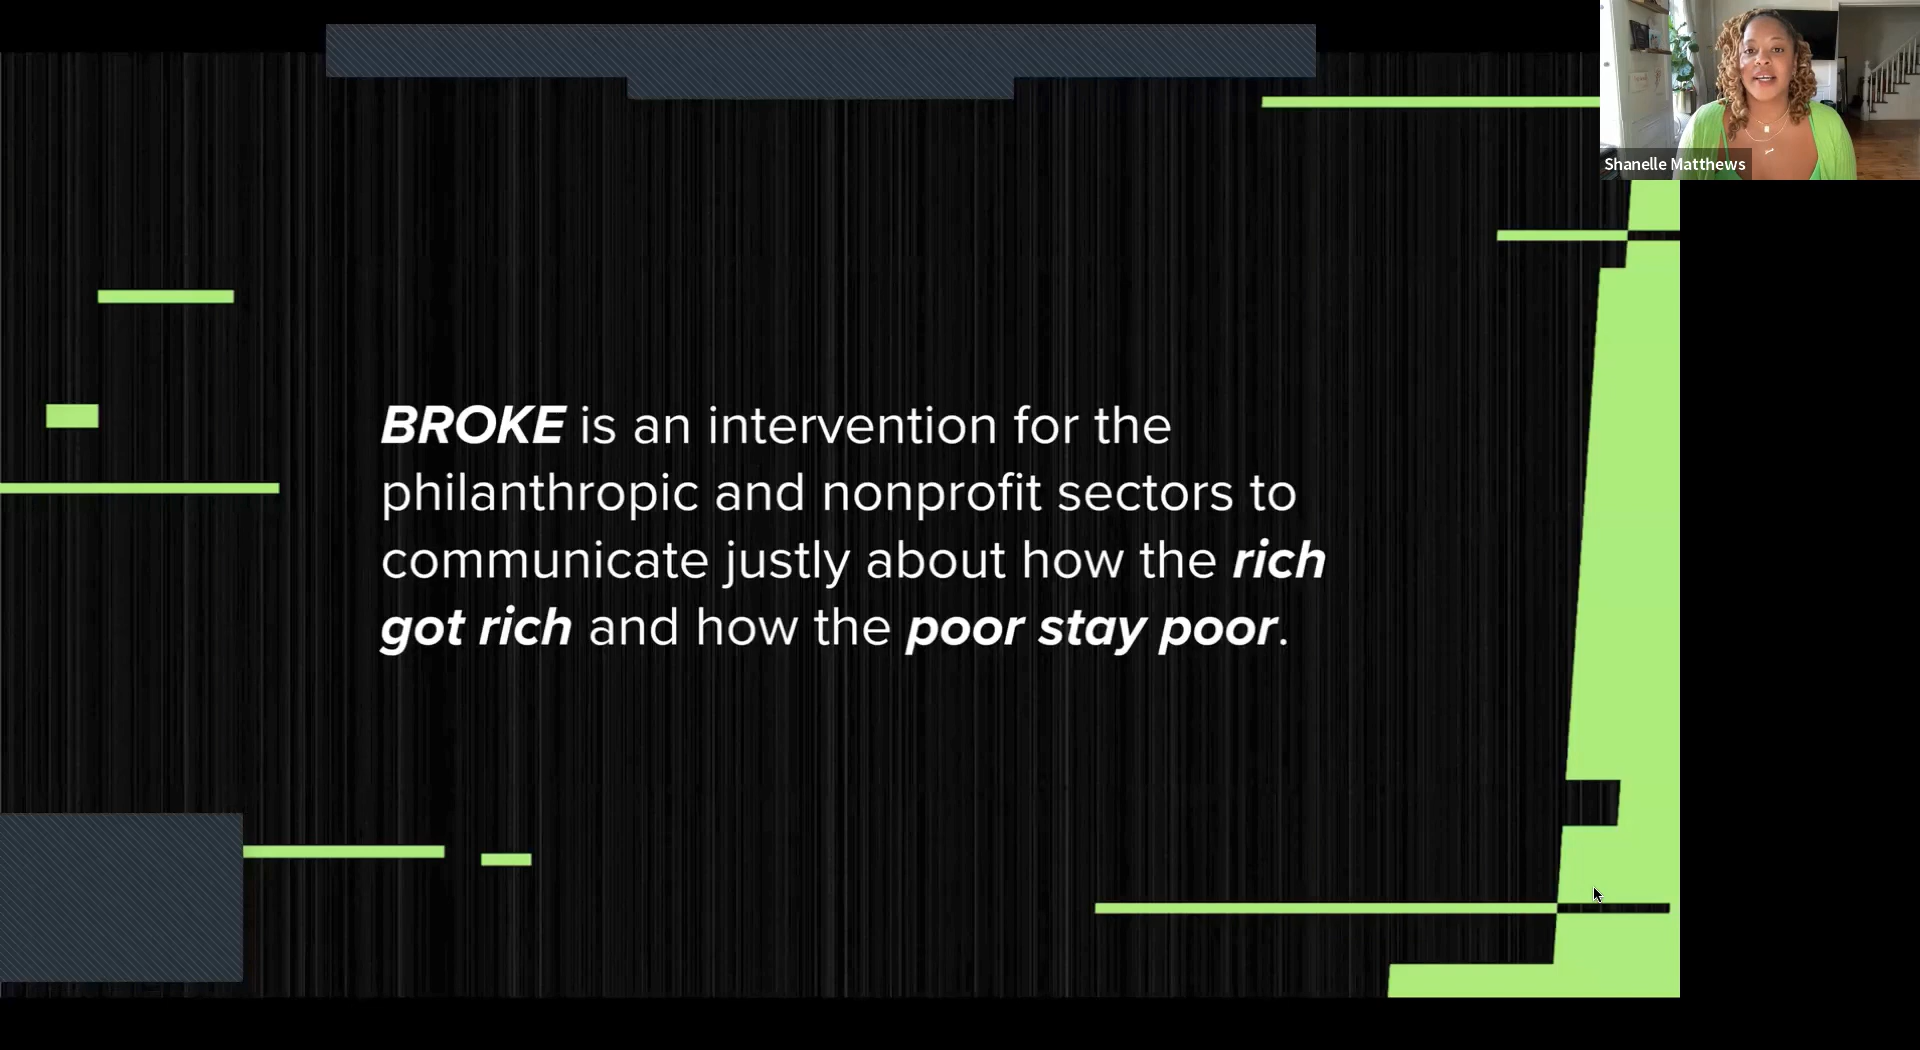 Shanelle Matthews
BROKE is an intervention for the
philanthropic and nonprofit sectors to
communicate justly about how the rich
got rich and how the poor stay poor.